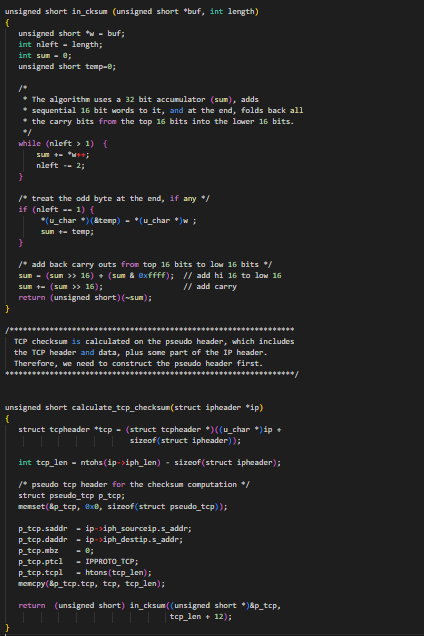 unsigned short in_cksum (unsigned short *buf, int length)
{
   unsigned short *w = buf;
   int nleft = length;
   int sum = 0;
   unsigned short temp=0;

   /*
    * The algorithm uses a 32 bit accumulator (sum), adds
    * sequential 16 bit words to it, and at the end, folds back all
    * the carry bits from the top 16 bits into the lower 16 bits.
    */
   while (nleft > 1)  {
       sum += *w++;
       nleft -= 2;
   }

   /* treat the odd byte at the end, if any */
   if (nleft == 1) {
        *(u_char *)(&temp) = *(u_char *)w ;
        sum += temp;
   }

   /* add back carry outs from top 16 bits to low 16 bits */
   sum = (sum >> 16) + (sum & 0xffff);  // add hi 16 to low 16
   sum += (sum >> 16);                  // add carry
   return (unsigned short)(~sum);
}

/****************************************************************
  TCP checksum is calculated on the pseudo header, which includes
  the TCP header and data, plus some part of the IP header.
  Therefore, we need to construct the pseudo header first.
*****************************************************************/


unsigned short calculate_tcp_checksum(struct ipheader *ip)
{
   struct tcpheader *tcp = (struct tcpheader *)((u_char *)ip +
                            sizeof(struct ipheader));

   int tcp_len = ntohs(ip->iph_len) - sizeof(struct ipheader);

   /* pseudo tcp header for the checksum computation */
   struct pseudo_tcp p_tcp;
   memset(&p_tcp, 0x0, sizeof(struct pseudo_tcp));

   p_tcp.saddr  = ip->iph_sourceip.s_addr;
   p_tcp.daddr  = ip->iph_destip.s_addr;
   p_tcp.mbz    = 0;
   p_tcp.ptcl   = IPPROTO_TCP;
   p_tcp.tcpl   = htons(tcp_len);
   memcpy(&p_tcp.tcp, tcp, tcp_len);

   return  (unsigned short) in_cksum((unsigned short *)&p_tcp,
                                     tcp_len + 12);
}